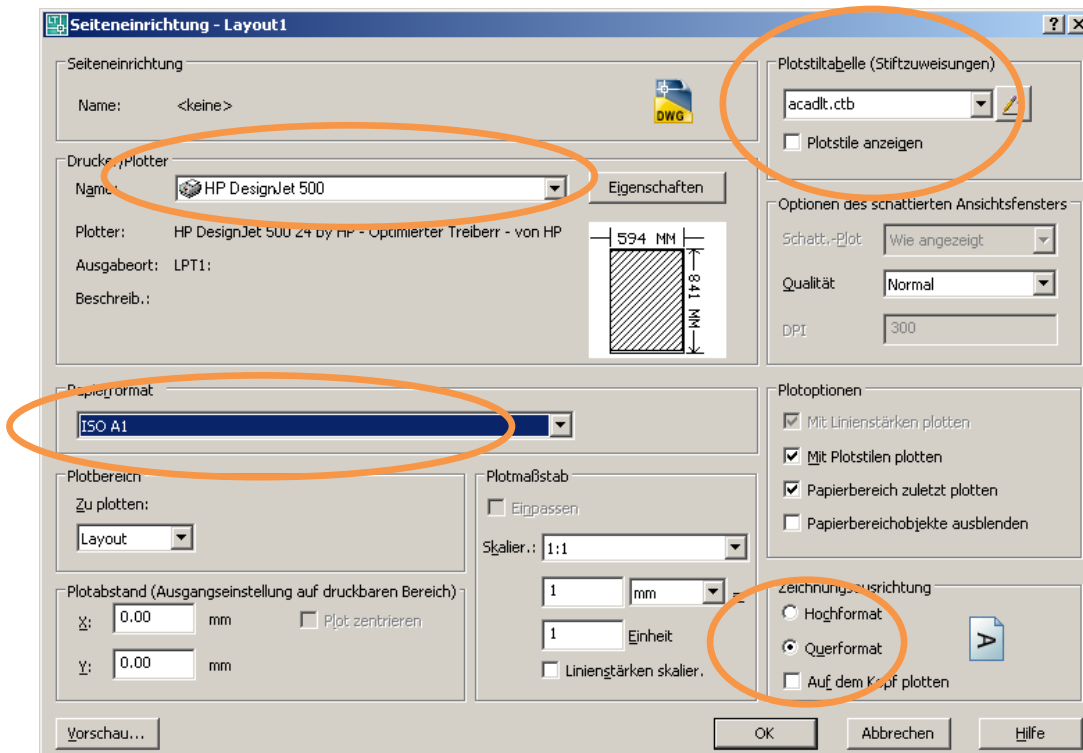 Seiteneinrichtung - Layout1
Seiteneinrichtung
Name: <keine>
DWG
Drucker/Plotter
Name: HP DesignJet 500
Eigenschaften
Plotter: HP DesignJet 500 24 by HP - Optimierter Treiberr - von HP
Ausgabeort: LPT1:
Beschreib.:
594 MM
841 MM
Papierformat
ISO A1
Plotbereich
Zu plotten:
Layout
Plotabstand (Ausgangseinstellung auf druckbaren Bereich)
X: 0.00 mm
Plot zentrieren
Y: 0.00 mm
Plotmaßstab
Einpassen
Skalier.: 1:1
1 mm =
1 Einheit
Linienstärken skalier.
Plotstiltabelle (Stiftzuweisungen)
acadlt.ctb
Plotstile anzeigen
Optionen des schattierten Ansichtsfensters
Schatt.-Plot Wie angezeigt
Qualität Normal
DPI 300
Plotoptionen
Mit Linienstärken plotten
Mit Plotstilen plotten
Papierbereich zuletzt plotten
Papierbereichobjekte ausblenden
Zeichnungsausrichtung
Hochformat
Querformat
A
Auf dem Kopf plotten
Vorschau...
OK
Abbrechen
Hilfe